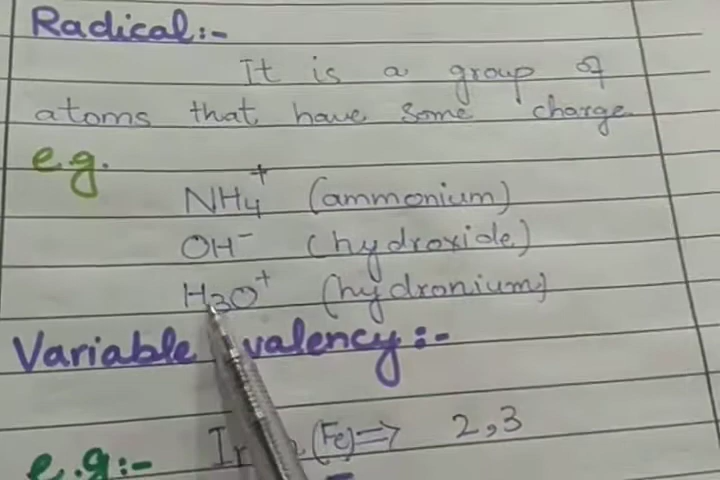 Radical:-
It is a group of
atoms that have some charge.
e.g.
NH4+ (ammonium)
OH- (hydroxide)
H3O+ (hydronium)
Variable valency:-
e.g:- (Fe)=> 2,3